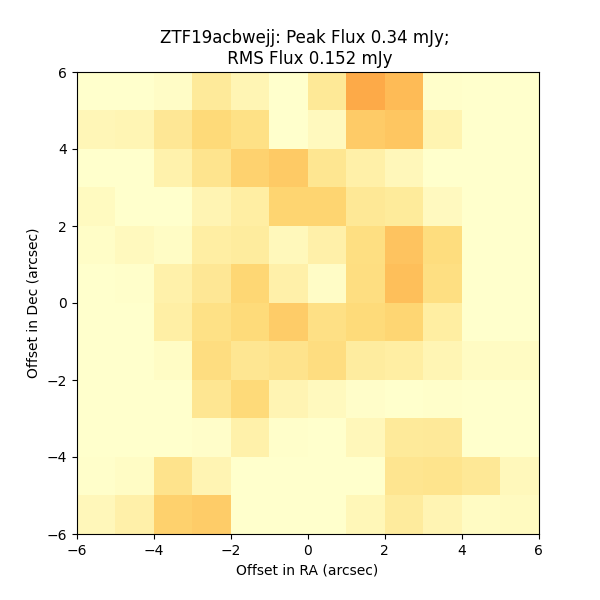 ZTF19acbwejj: Peak Flux 0.34 mJy;
RMS Flux 0.152 mJy
6
4
2
0
−2
−4
−6
Offset in Dec (arcsec)
−6 −4 −2 0 2 4 6
Offset in RA (arcsec)